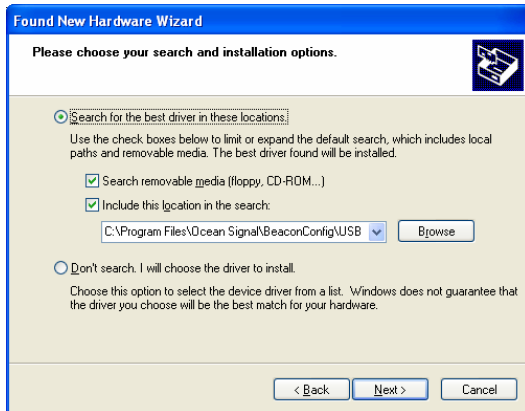 Found New Hardware Wizard
Please choose your search and installation options.
Search for the best driver in these locations.
Use the check boxes below to limit or expand the default search, which includes local
paths and removable media. The best driver found will be installed.
Search removable media (floppy, CD-ROM...)
Include this location in the search:
C:\Program Files\Ocean Signal\BeaconConfig\USB
Browse
Don't search. I will choose the driver to install.
Choose this option to select the device driver from a list. Windows does not guarantee that
the driver you choose will be the best match for your hardware.
< Back
Next >
Cancel